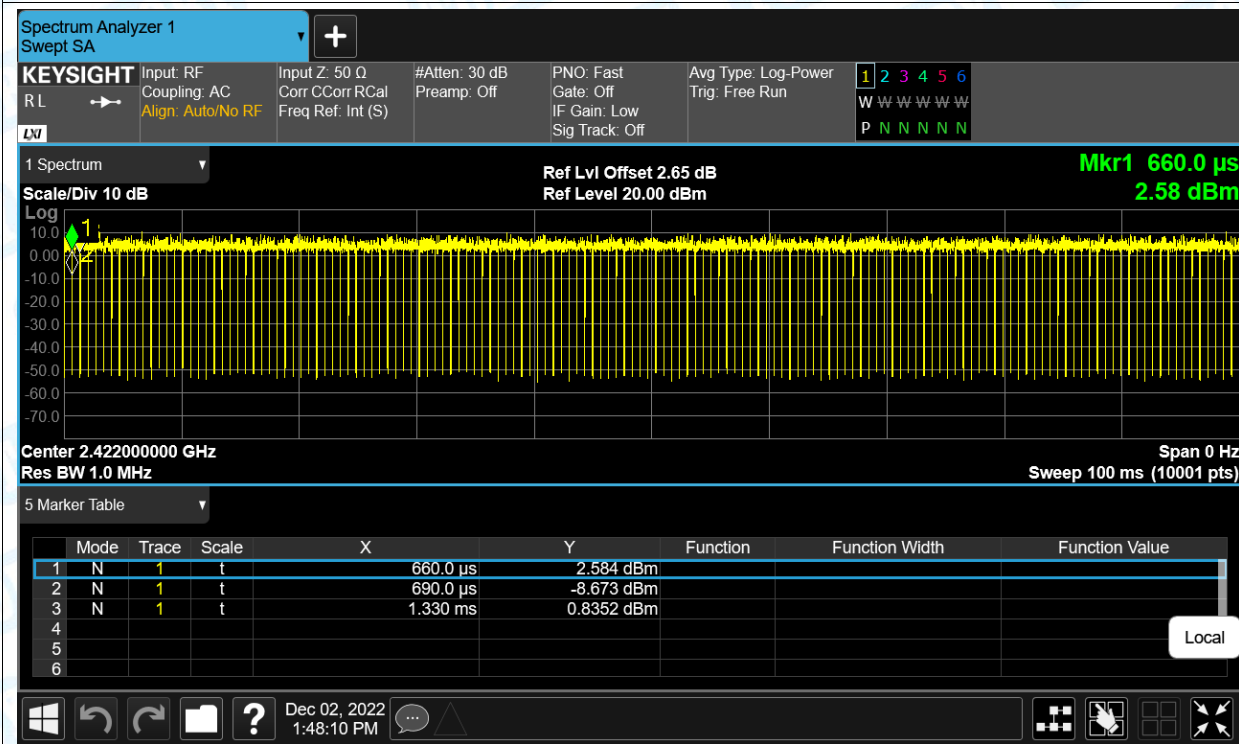 Spectrum Analyzer 1
Swept SA
KEYSIGHT
RL
LXI
Input: RF
Coupling: AC
Align: Auto/No RF
Input Z: 50 Ω
Corr CCorr RCal
Freq Ref: Int (S)
#Atten: 30 dB
Preamp: Off
PNO: Fast
Gate: Off
IF Gain: Low
Sig Track: Off
Avg Type: Log-Power
Trig: Free Run
1 2 3 4 5 6
W W W W W W
P N N N N N
1 Spectrum
Scale/Div 10 dB
Ref Lvl Offset 2.65 dB
Ref Level 20.00 dBm
Mkr1 660.0 µs
2.58 dBm
Log
10.0
0.00
-10.0
-20.0
-30.0
-40.0
-50.0
-60.0
-70.0
1
2
Center 2.422000000 GHz
Res BW 1.0 MHz
Span 0 Hz
Sweep 100 ms (10001 pts)
5 Marker Table
Mode Trace Scale X Y Function Function Width Function Value
1 N 1 t 660.0 µs 2.584 dBm
2 N 1 t 690.0 µs -8.673 dBm
3 N 1 t 1.330 ms 0.8352 dBm
4
5
6
Local
?
Dec 02, 2022
1:48:10 PM